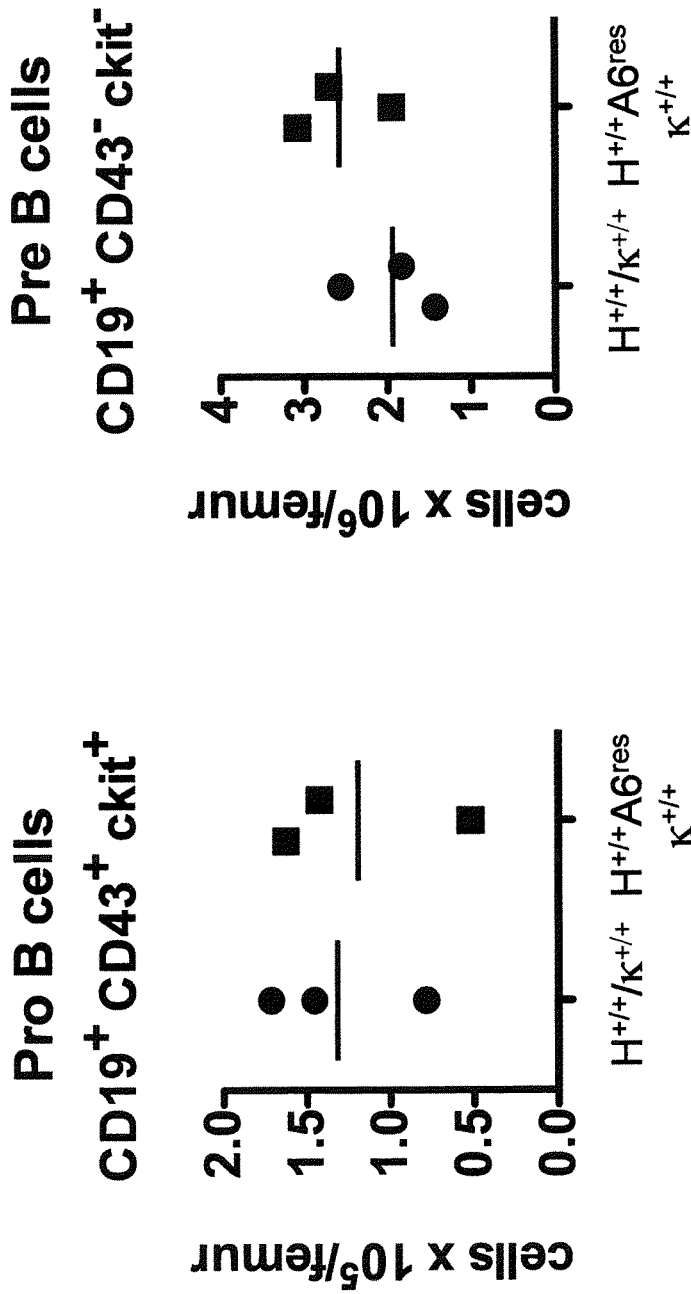 Pro B cells
CD19⁺ CD43⁺ ckit⁺
cells x 10⁵/femur
2.0
1.5
1.0
0.5
0.0
H⁺/⁺/κ⁺/⁺ H⁺/⁺A6ʳᵉˢ
κ⁺/⁺
Pre B cells
CD19⁺ CD43⁻ ckit⁻
cells x 10⁶/femur
4
3
2
1
0
H⁺/⁺/κ⁺/⁺ H⁺/⁺A6ʳᵉˢ
κ⁺/⁺